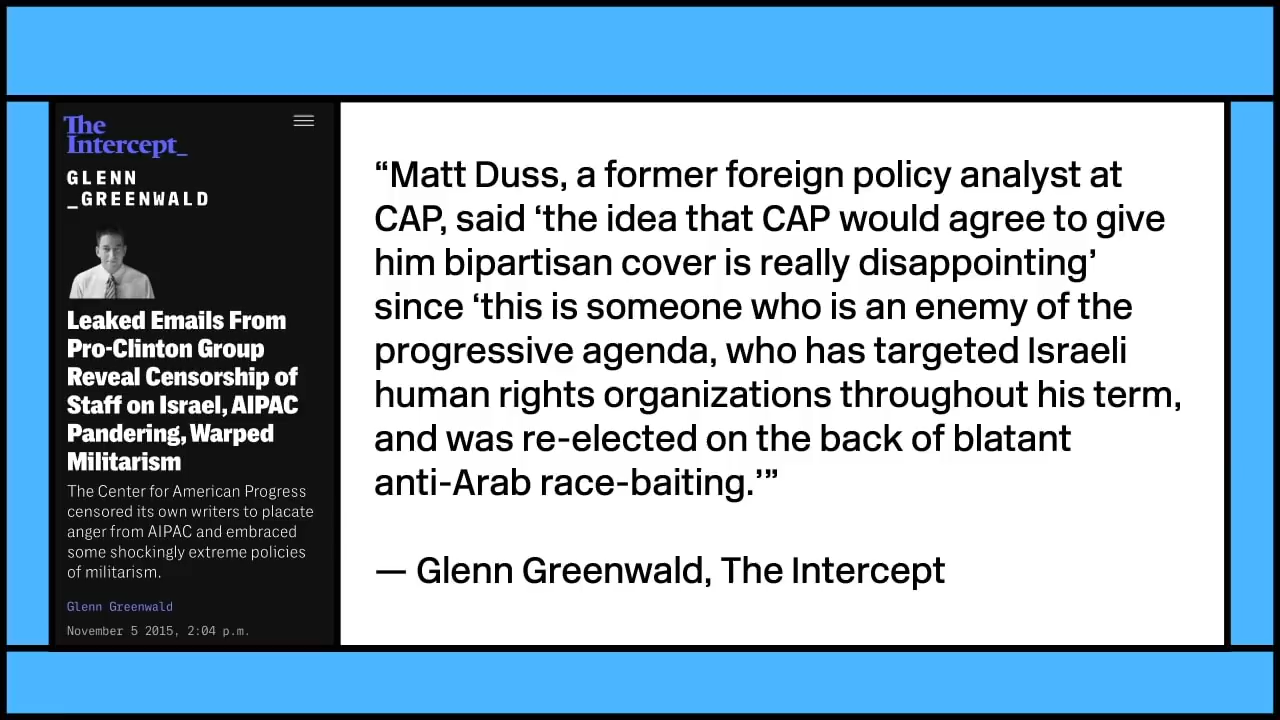 The
Intercept_
GLENN
_GREENWALD
Leaked Emails From
Pro-Clinton Group
Reveal Censorship of
Staff on Israel, AIPAC
Pandering, Warped
Militarism
The Center for American Progress
censored its own writers to placate
anger from AIPAC and embraced
some shockingly extreme policies
of militarism.
Glenn Greenwald
November 5 2015, 2:04 p.m.
“Matt Duss, a former foreign policy analyst at
CAP, said ‘the idea that CAP would agree to give
him bipartisan cover is really disappointing’
since ‘this is someone who is an enemy of the
progressive agenda, who has targeted Israeli
human rights organizations throughout his term,
and was re-elected on the back of blatant
anti-Arab race-baiting.’”
— Glenn Greenwald, The Intercept